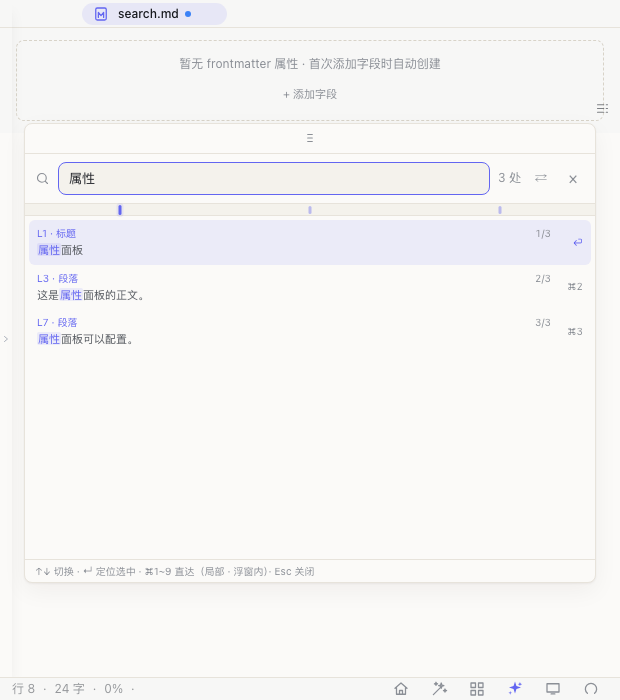 search.md
暂无 frontmatter 属性 · 首次添加字段时自动创建
+ 添加字段
属性
3 处
L1 · 标题
1/3
属性面板
L3 · 段落
2/3
这是属性面板的正文。
⌘2
L7 · 段落
3/3
属性面板可以配置。
⌘3
↑↓ 切换 · ↵ 定位选中 · ⌘1~9 直达（局部 · 浮窗内）· Esc 关闭
行 8 · 24 字 · 0% ·